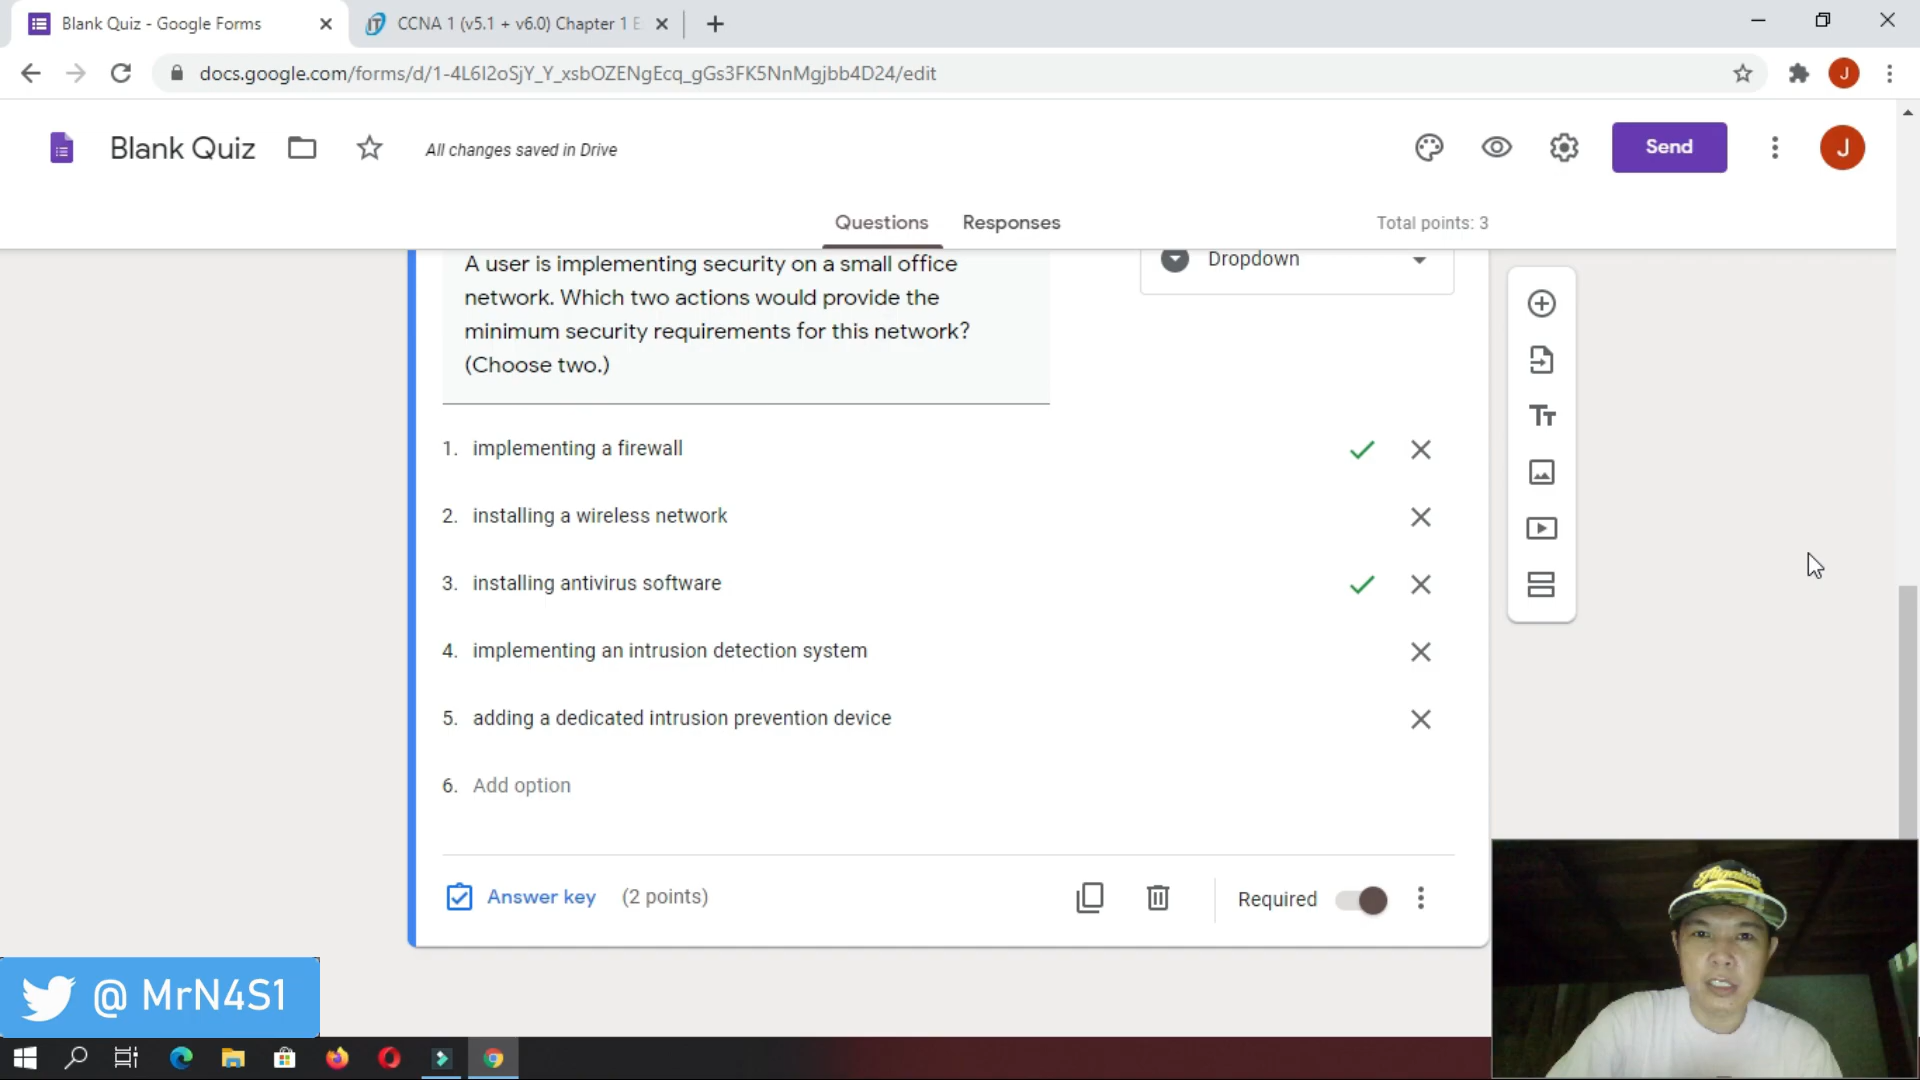 Blank Quiz - Google Forms
CCNA 1 (v5.1 + v6.0) Chapter 1 E
docs.google.com/forms/d/1-4L6I2oSjY_Y_xsbOZENgEcq_gGs3FK5NnMgjbb4D24/edit
J
Blank Quiz
All changes saved in Drive
Send
J
Questions
Responses
Total points: 3
A user is implementing security on a small office
network. Which two actions would provide the
minimum security requirements for this network?
(Choose two.)
Dropdown
1. implementing a firewall
2. installing a wireless network
3. installing antivirus software
4. implementing an intrusion detection system
5. adding a dedicated intrusion prevention device
6. Add option
Answer key (2 points)
Required
@ MrN4S1